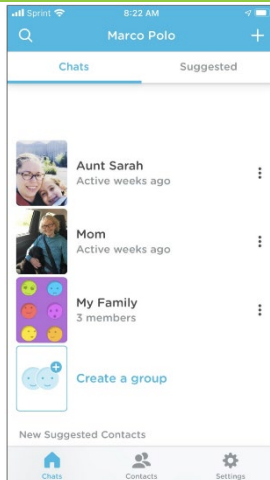 Sprint 8:22 AM
Marco Polo
Chats Suggested
Aunt Sarah
Active weeks ago
Mom
Active weeks ago
My Family
3 members
Create a group
New Suggested Contacts
Chats Contacts Settings